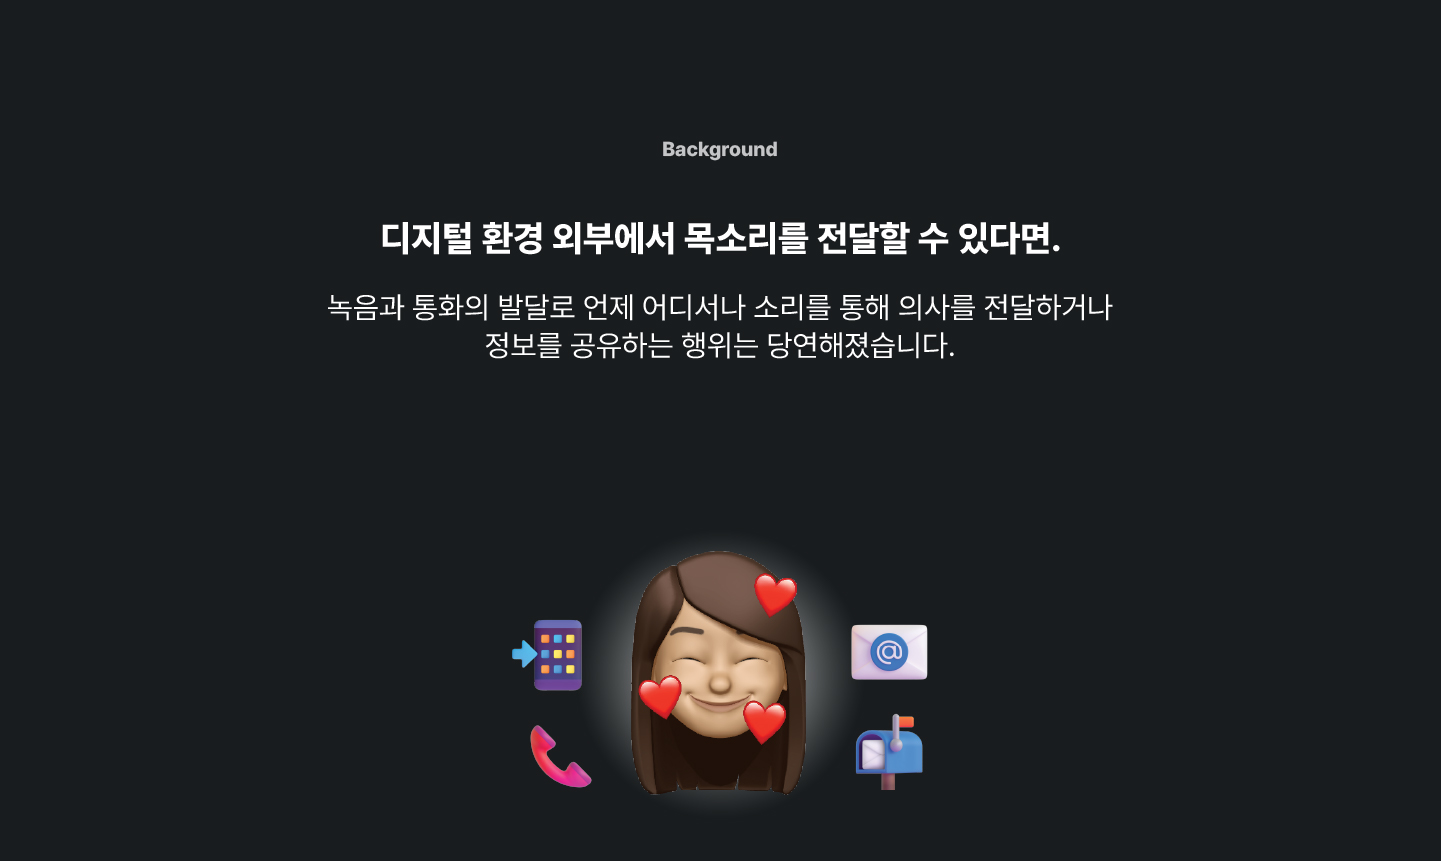 Background
디지털 환경 외부에서 목소리를 전달할 수 있다면.
녹음과 통화의 발달로 언제 어디서나 소리를 통해 의사를 전달하거나
정보를 공유하는 행위는 당연해졌습니다.
@